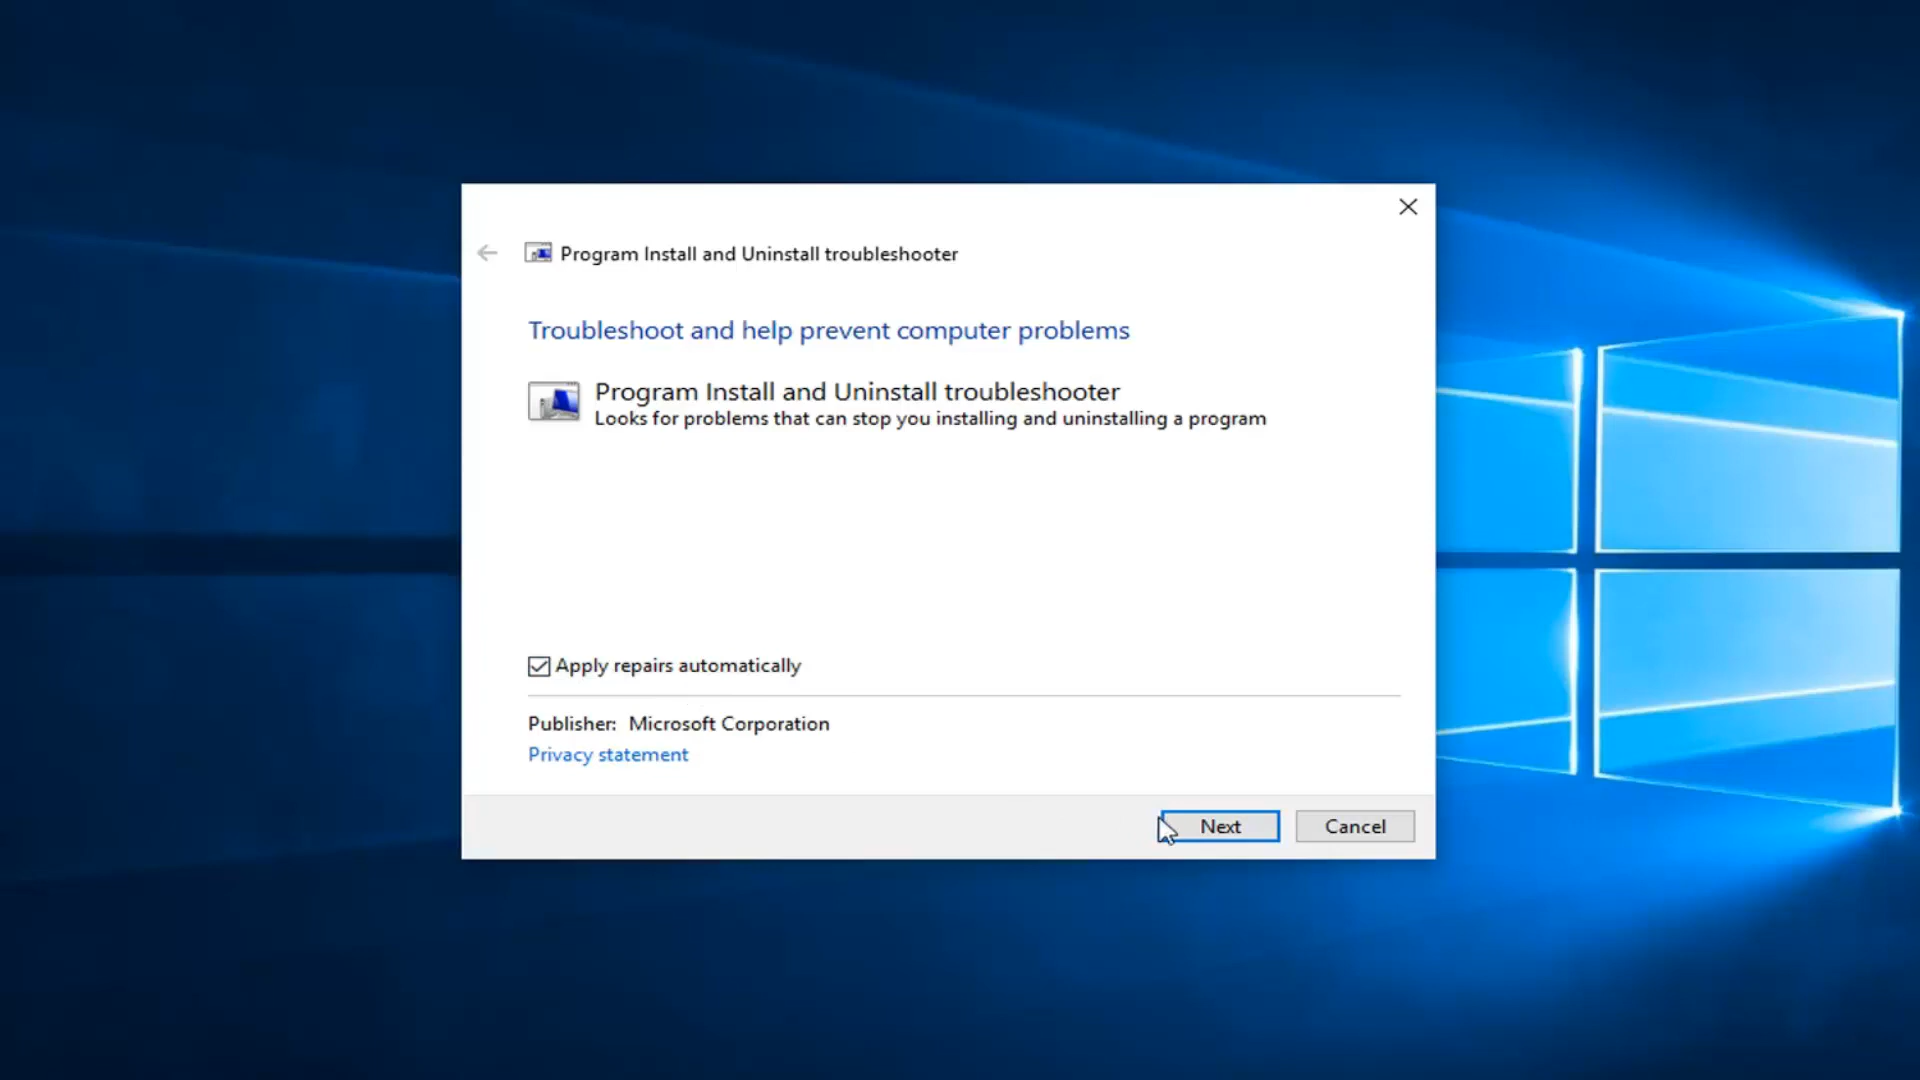 Program Install and Uninstall troubleshooter
Troubleshoot and help prevent computer problems
Program Install and Uninstall troubleshooter
Looks for problems that can stop you installing and uninstalling a program
Apply repairs automatically
Publisher: Microsoft Corporation
Privacy statement
Next Cancel